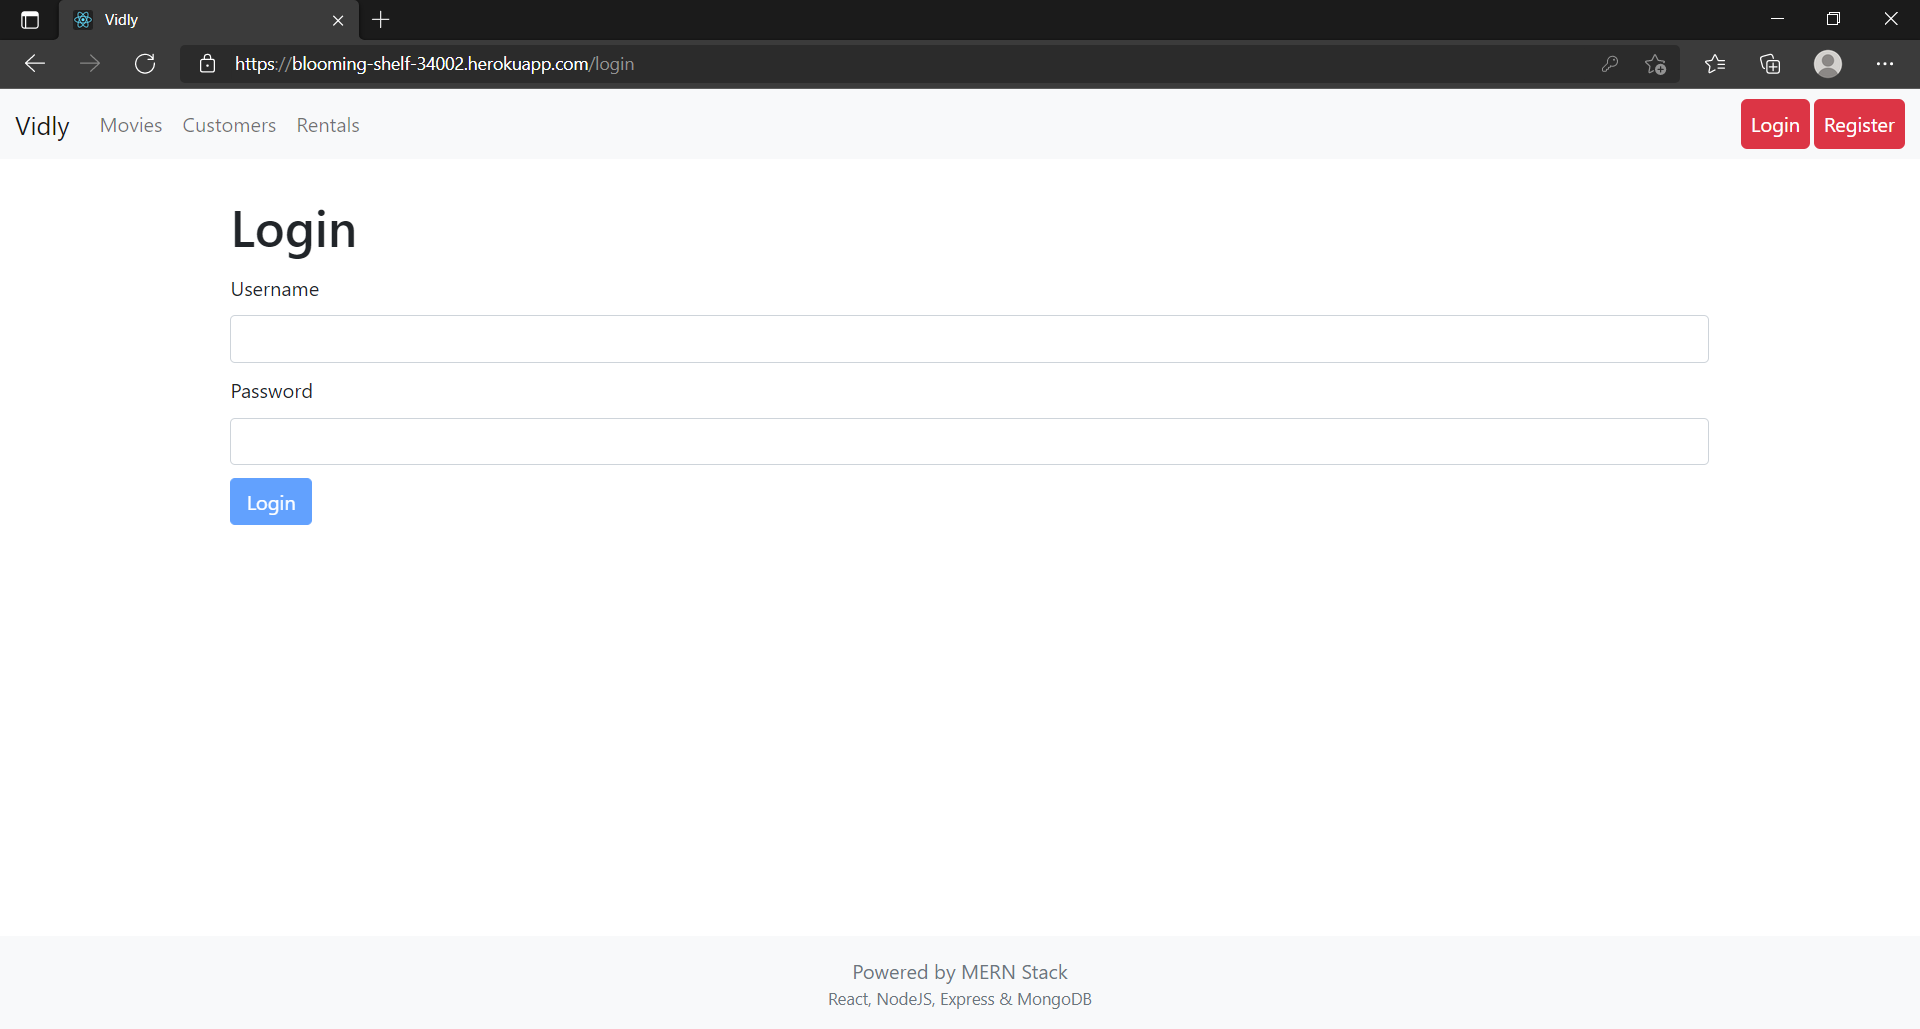 Vidly
https://blooming-shelf-34002.herokuapp.com/login
Vidly Movies Customers Rentals Login Register
Login
Username
Password
Login
Powered by MERN Stack
React, NodeJS, Express & MongoDB